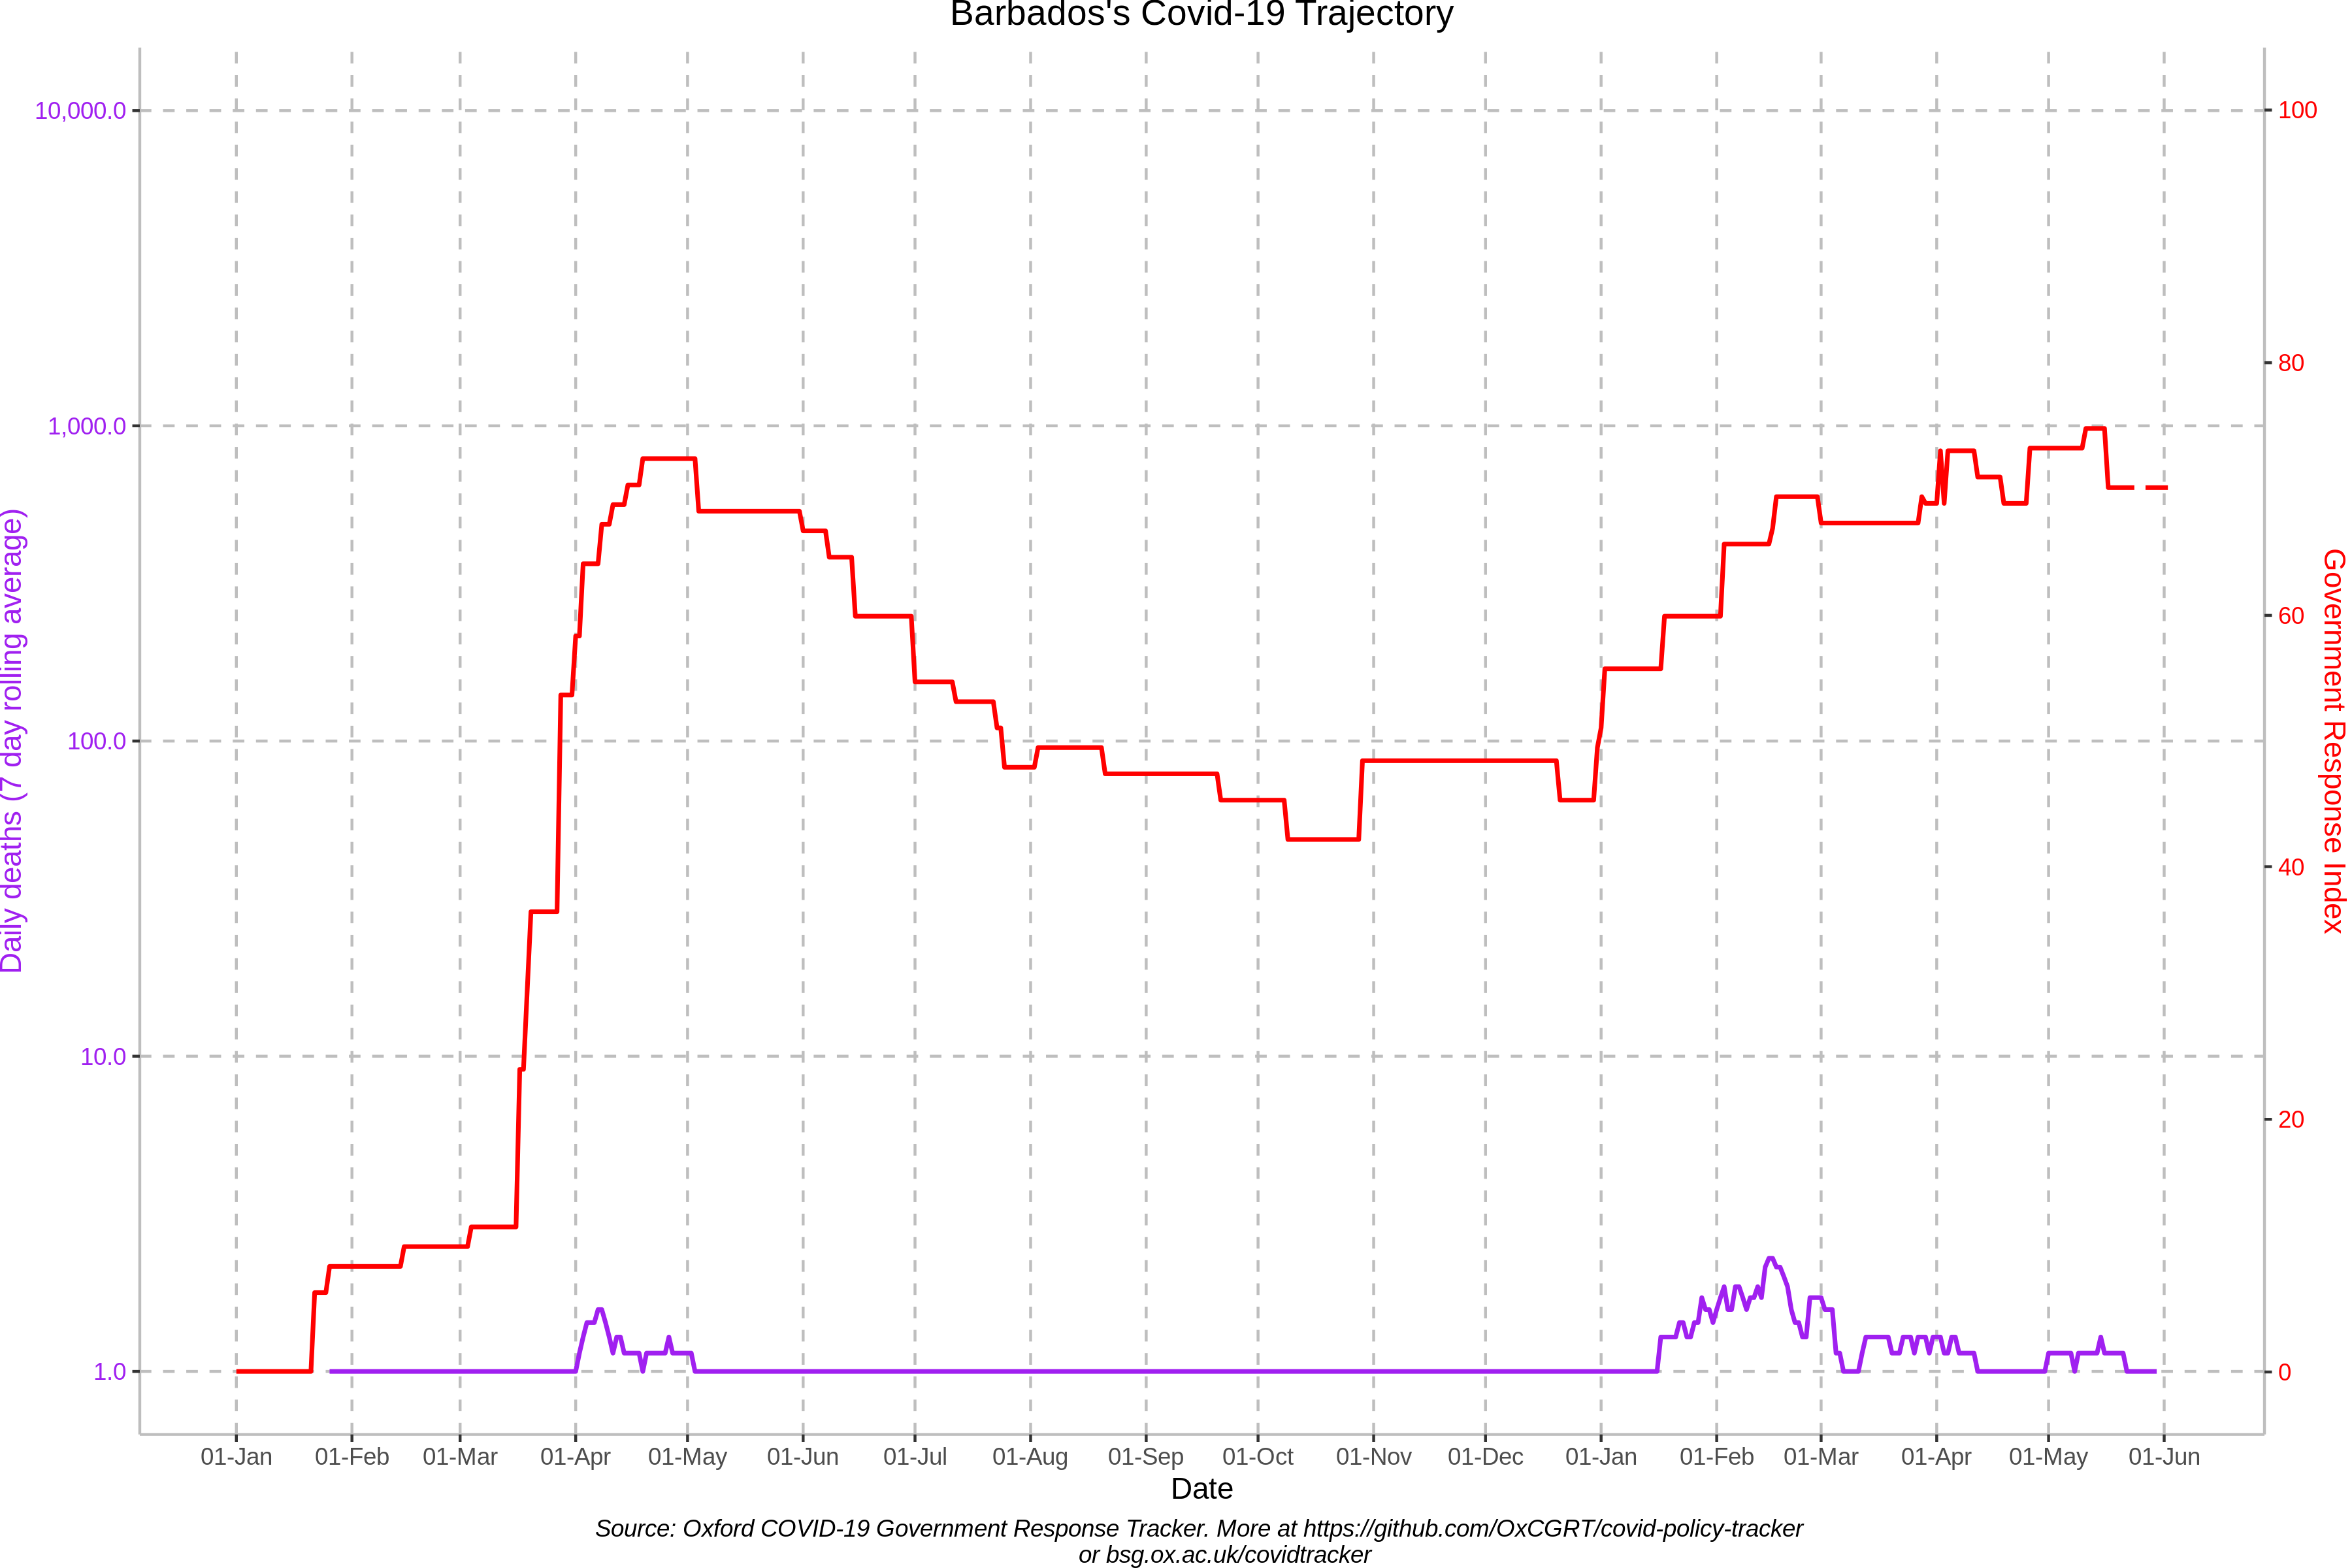 Barbados's Covid-19 Trajectory
10,000.0
1,000.0
100.0
10.0
1.0
Daily deaths (7 day rolling average)
100
80
60
40
20
0
Government Response Index
01-Jan 01-Feb 01-Mar 01-Apr 01-May 01-Jun 01-Jul 01-Aug 01-Sep 01-Oct 01-Nov 01-Dec 01-Jan 01-Feb 01-Mar 01-Apr 01-May 01-Jun
Date
Source: Oxford COVID-19 Government Response Tracker. More at https://github.com/OxCGRT/covid-policy-tracker
or bsg.ox.ac.uk/covidtracker